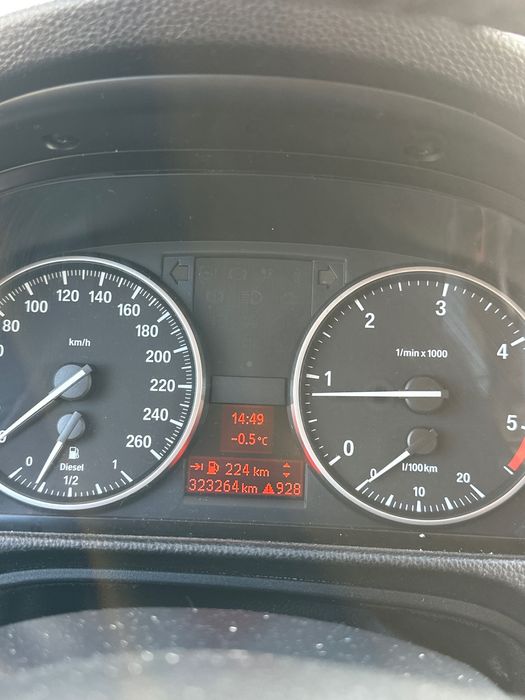 80 100 120 140 160 180 200 220 240 260
km/h
0 1/2 1
Diesel
14:49
-0.5°C
224 km
323264 km 928
0 1 2 3 4 5
1/min x 1000
0 10 20
l/100km